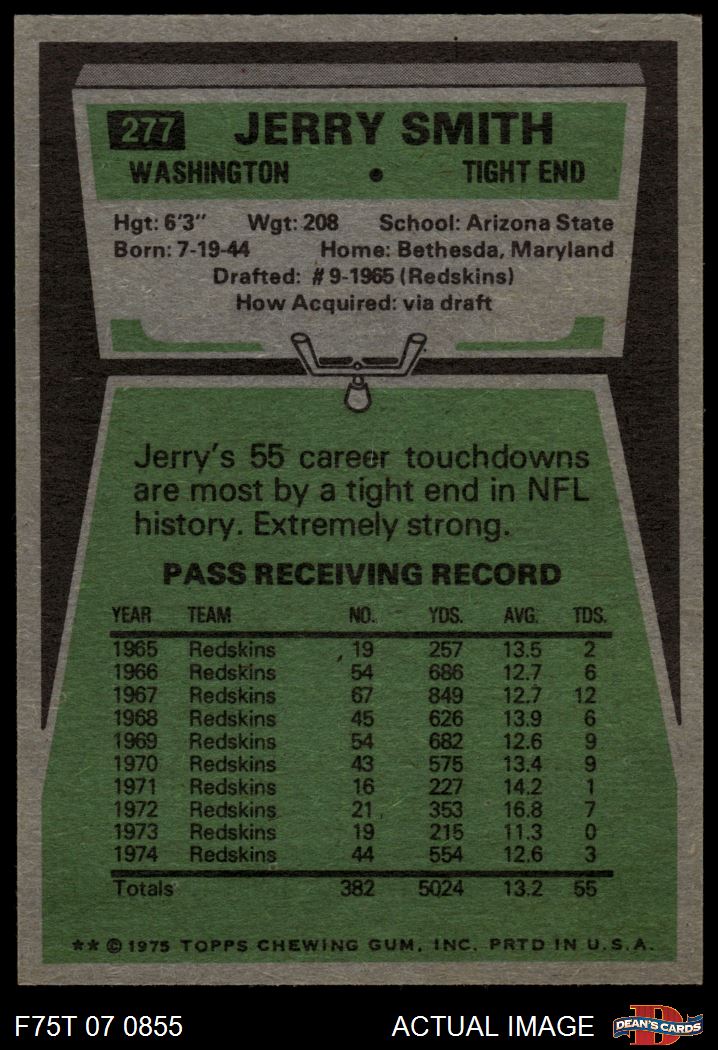 277 JERRY SMITH
WASHINGTON • TIGHT END
Hgt: 6'3" Wgt: 208 School: Arizona State
Born: 7-19-44 Home: Bethesda, Maryland
Drafted: #9-1965 (Redskins)
How Acquired: via draft
Jerry's 55 career touchdowns
are most by a tight end in NFL
history. Extremely strong.
PASS RECEIVING RECORD
YEAR TEAM NO. YDS. AVG. TDS.
1965 Redskins 19 257 13.5 2
1966 Redskins 54 686 12.7 6
1967 Redskins 67 849 12.7 12
1968 Redskins 45 626 13.9 6
1969 Redskins 54 682 12.6 9
1970 Redskins 43 575 13.4 9
1971 Redskins 16 227 14.2 1
1972 Redskins 21 353 16.8 7
1973 Redskins 19 215 11.3 0
1974 Redskins 44 554 12.6 3
Totals 382 5024 13.2 55
** © 1975 TOPPS CHEWING GUM, INC. PRTD IN U.S.A.
F75T 07 0855 ACTUAL IMAGE DEAN'S CARDS